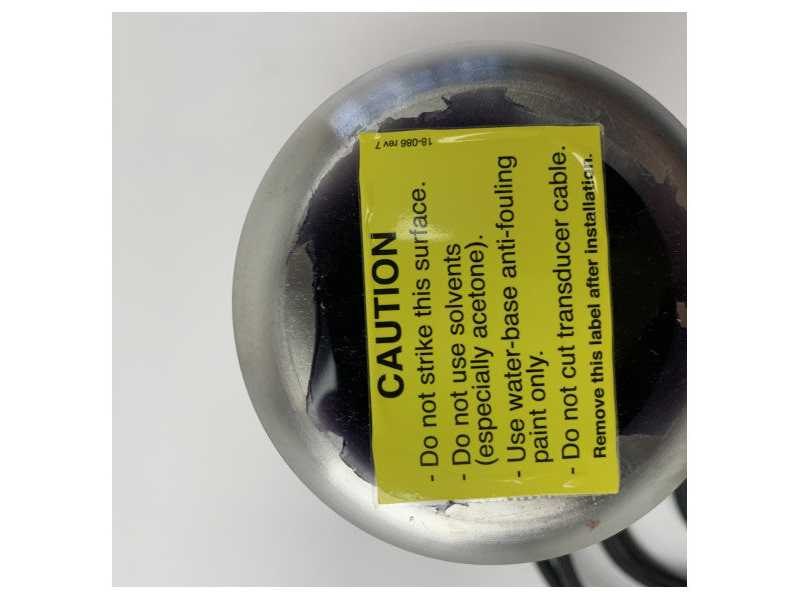 CAUTION
- Do not strike this surface.
- Do not use solvents
(especially acetone).
- Use water-base anti-fouling
paint only.
- Do not cut transducer cable.
Remove this label after installation.
18-086 rev 7